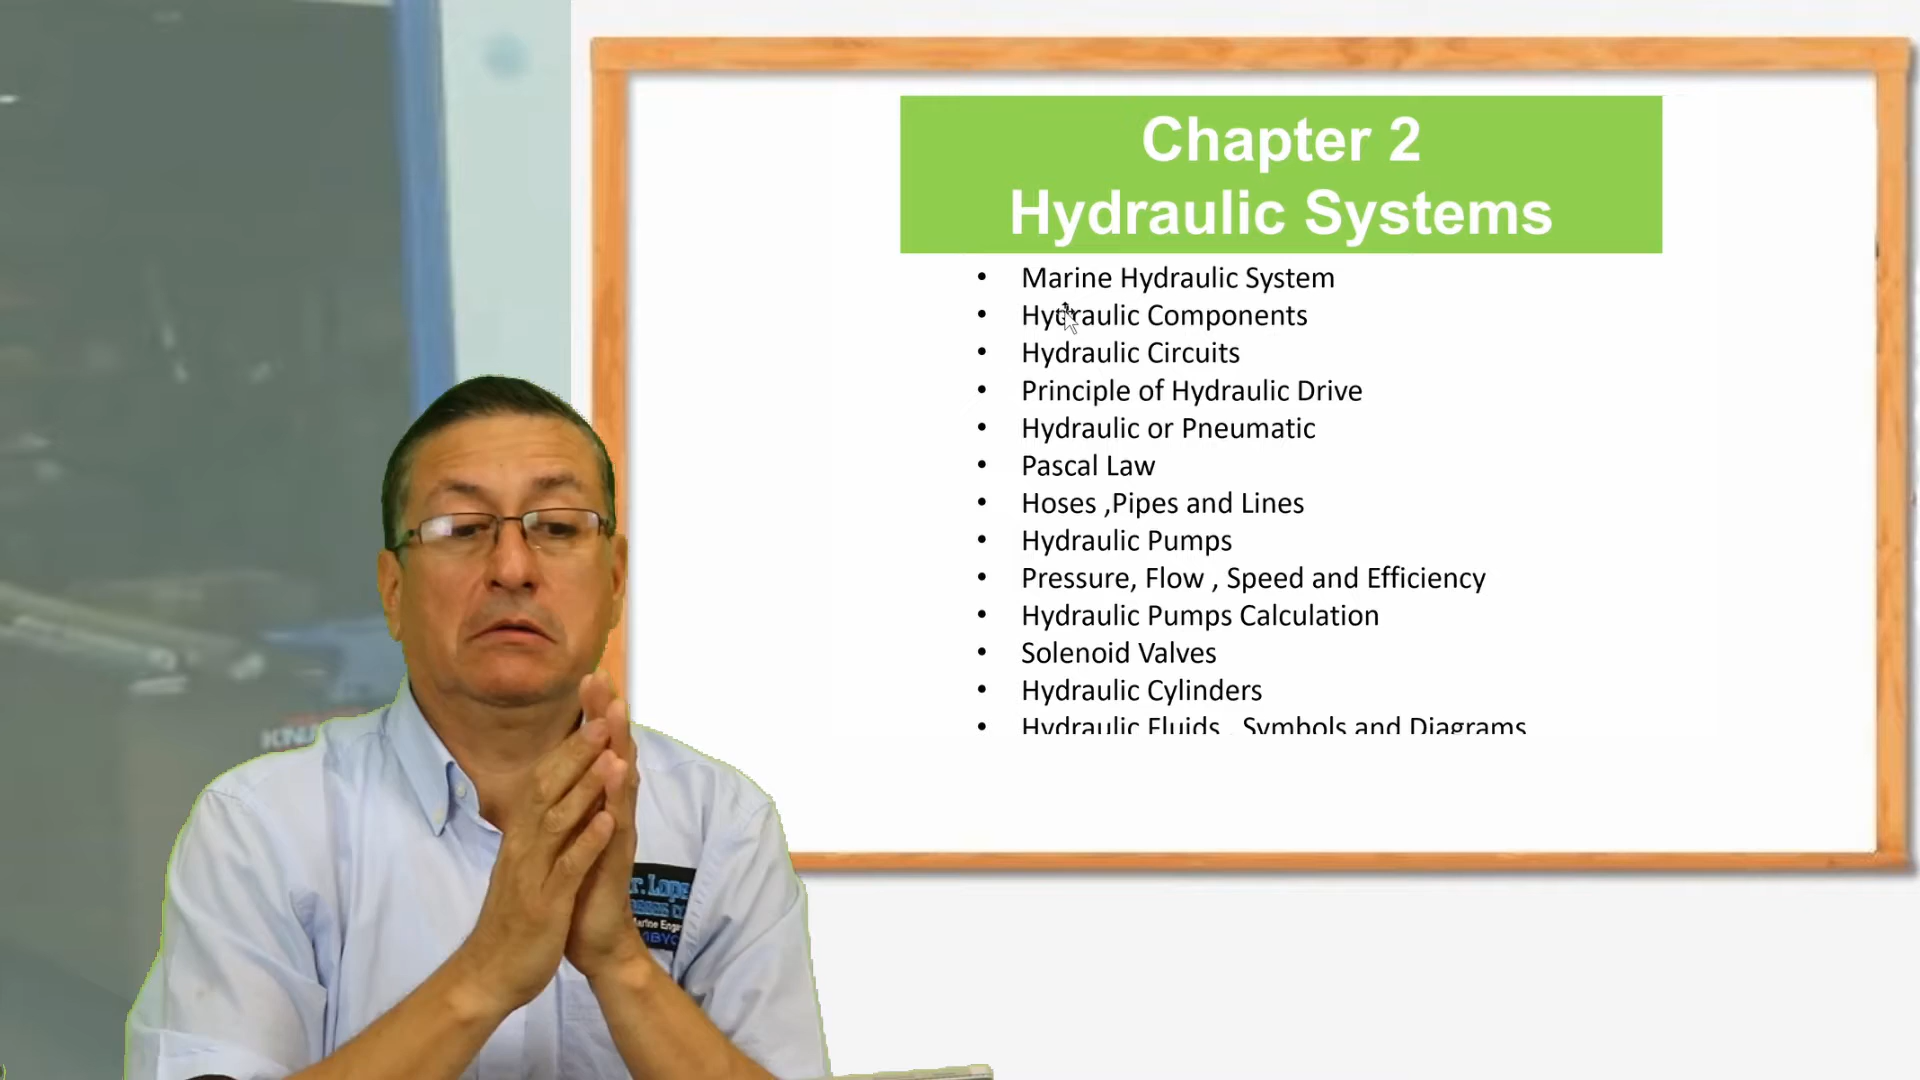 Chapter 2
Hydraulic Systems
• Marine Hydraulic System
• Hydraulic Components
• Hydraulic Circuits
• Principle of Hydraulic Drive
• Hydraulic or Pneumatic
• Pascal Law
• Hoses ,Pipes and Lines
• Hydraulic Pumps
• Pressure, Flow , Speed and Efficiency
• Hydraulic Pumps Calculation
• Solenoid Valves
• Hydraulic Cylinders
• Hydraulic Fluids , Symbols and Diagrams